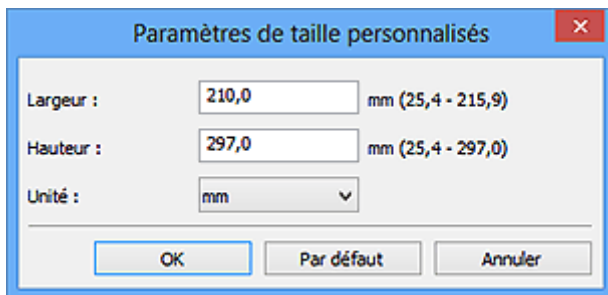 Paramètres de taille personnalisés
Largeur : 210,0 mm (25,4 - 215,9)
Hauteur : 297,0 mm (25,4 - 297,0)
Unité : mm
OK Par défaut Annuler